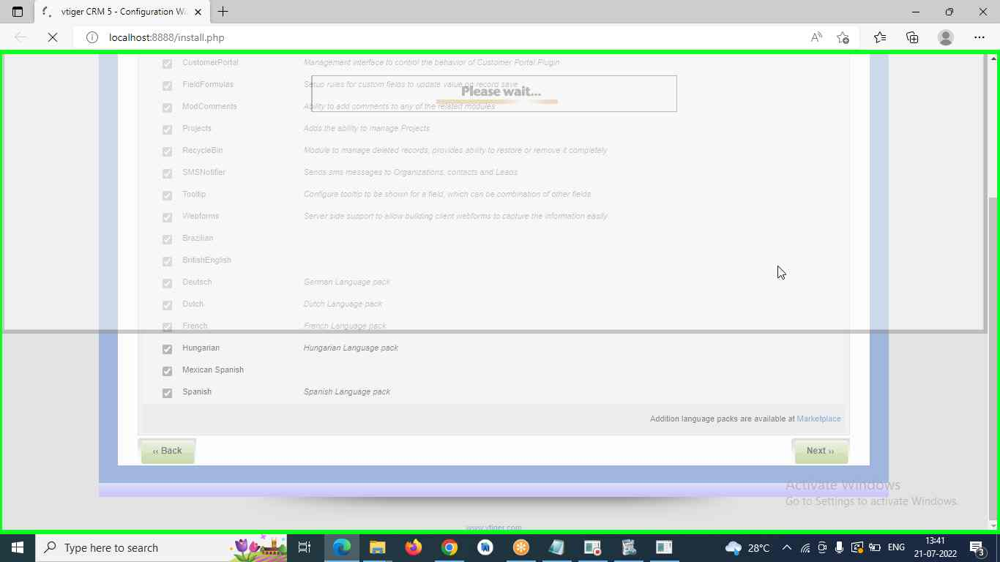 vtiger CRM 5 - Configuration Wi
localhost:8888/install.php
CustomerPortal Management interface to control the behavior of Customer Portal Plugin
Please wait...
FieldFormulas Setup rules for custom fields to update value on record save
ModComments Ability to add comments to any of the related modules
Projects Adds the ability to manage Projects
RecycleBin Module to manage deleted records, provides ability to restore or remove it completely
SMSNotifier Sends sms messages to Organizations, contacts and Leads
Tooltip Configure tooltip to be shown for a field, which can be combination of other fields
Webforms Server side support to allow building client webforms to capture the information easily
Brazilian
BritishEnglish
Deutsch German Language pack
Dutch Dutch Language pack
French French Language pack
Hungarian Hungarian Language pack
Mexican Spanish
Spanish Spanish Language pack
Addition language packs are available at Marketplace
‹‹ Back Next ››
Activate Windows
Go to Settings to activate Windows.
www.vtiger.com
Type here to search 28°C ENG 13:41
21-07-2022 3